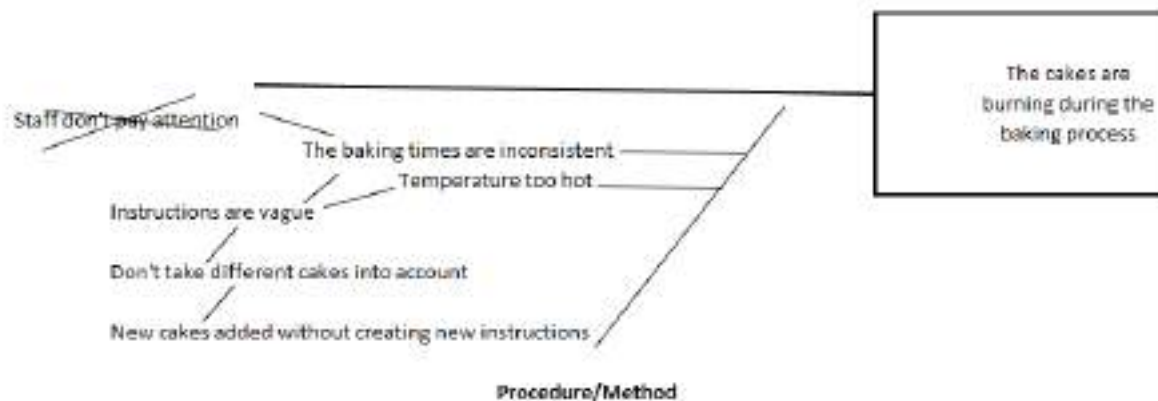 The cakes are
burning during the
baking process
Staff don't pay attention
The baking times are inconsistent
Temperature too hot
Instructions are vague
Don't take different cakes into account
New cakes added without creating new instructions
Procedure/Method